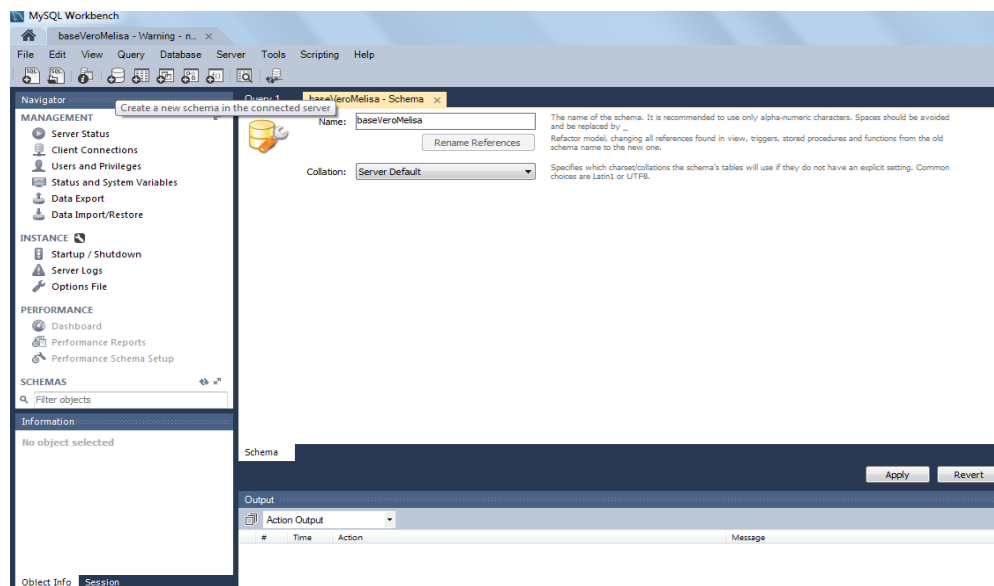 MySQL Workbench
baseVeroMelisa - Warning - n...
File Edit View Query Database Server Tools Scripting Help
Navigator
Query 1
baseVeroMelisa - Schema
Create a new schema in the connected server
MANAGEMENT
Server Status
Client Connections
Users and Privileges
Status and System Variables
Data Export
Data Import/Restore
INSTANCE
Startup / Shutdown
Server Logs
Options File
PERFORMANCE
Dashboard
Performance Reports
Performance Schema Setup
SCHEMAS
Filter objects
Information
No object selected
Object Info Session
Name: baseVeroMelisa
Rename References
Collation: Server Default
The name of the schema. It is recommended to use only alpha-numeric characters. Spaces should be avoided
and be replaced by _
Refactor model, changing all references found in view, triggers, stored procedures and functions from the old
schema name to the new one.
Specifies which charset/collations the schema's tables will use if they do not have an explicit setting. Common
choices are Latin1 or UTF8.
Schema
Apply Revert
Output
Action Output
# Time Action Message